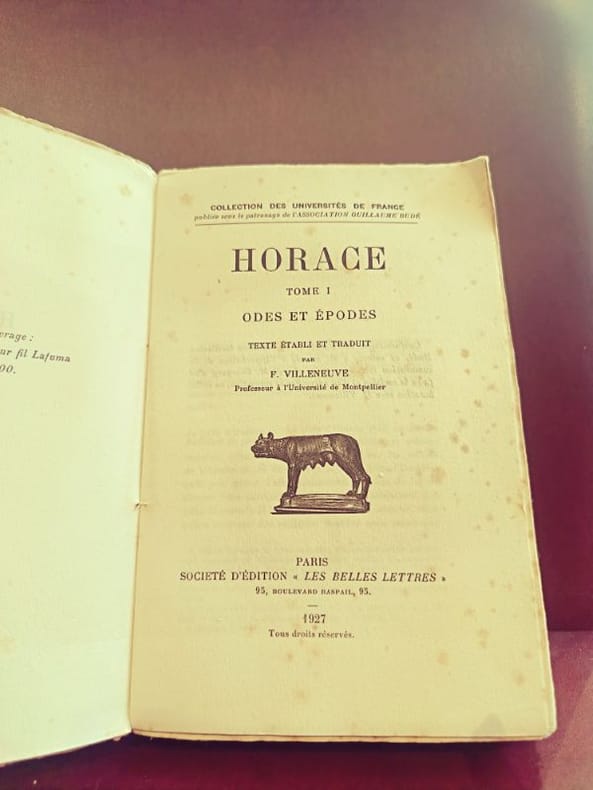 erage :
ur fil Lafuma
00.
COLLECTION DES UNIVERSITÉS DE FRANCE
publiée sous le patronage de l'ASSOCIATION GUILLAUME BUDÉ
HORACE
TOME I
ODES ET ÉPODES
TEXTE ÉTABLI ET TRADUIT
PAR
F. VILLENEUVE
Professeur à l'Université de Montpellier
PARIS
SOCIETÉ D'ÉDITION « LES BELLES LETTRES »
95, BOULEVARD RASPAIL, 95.
1927
Tous droits réservés.